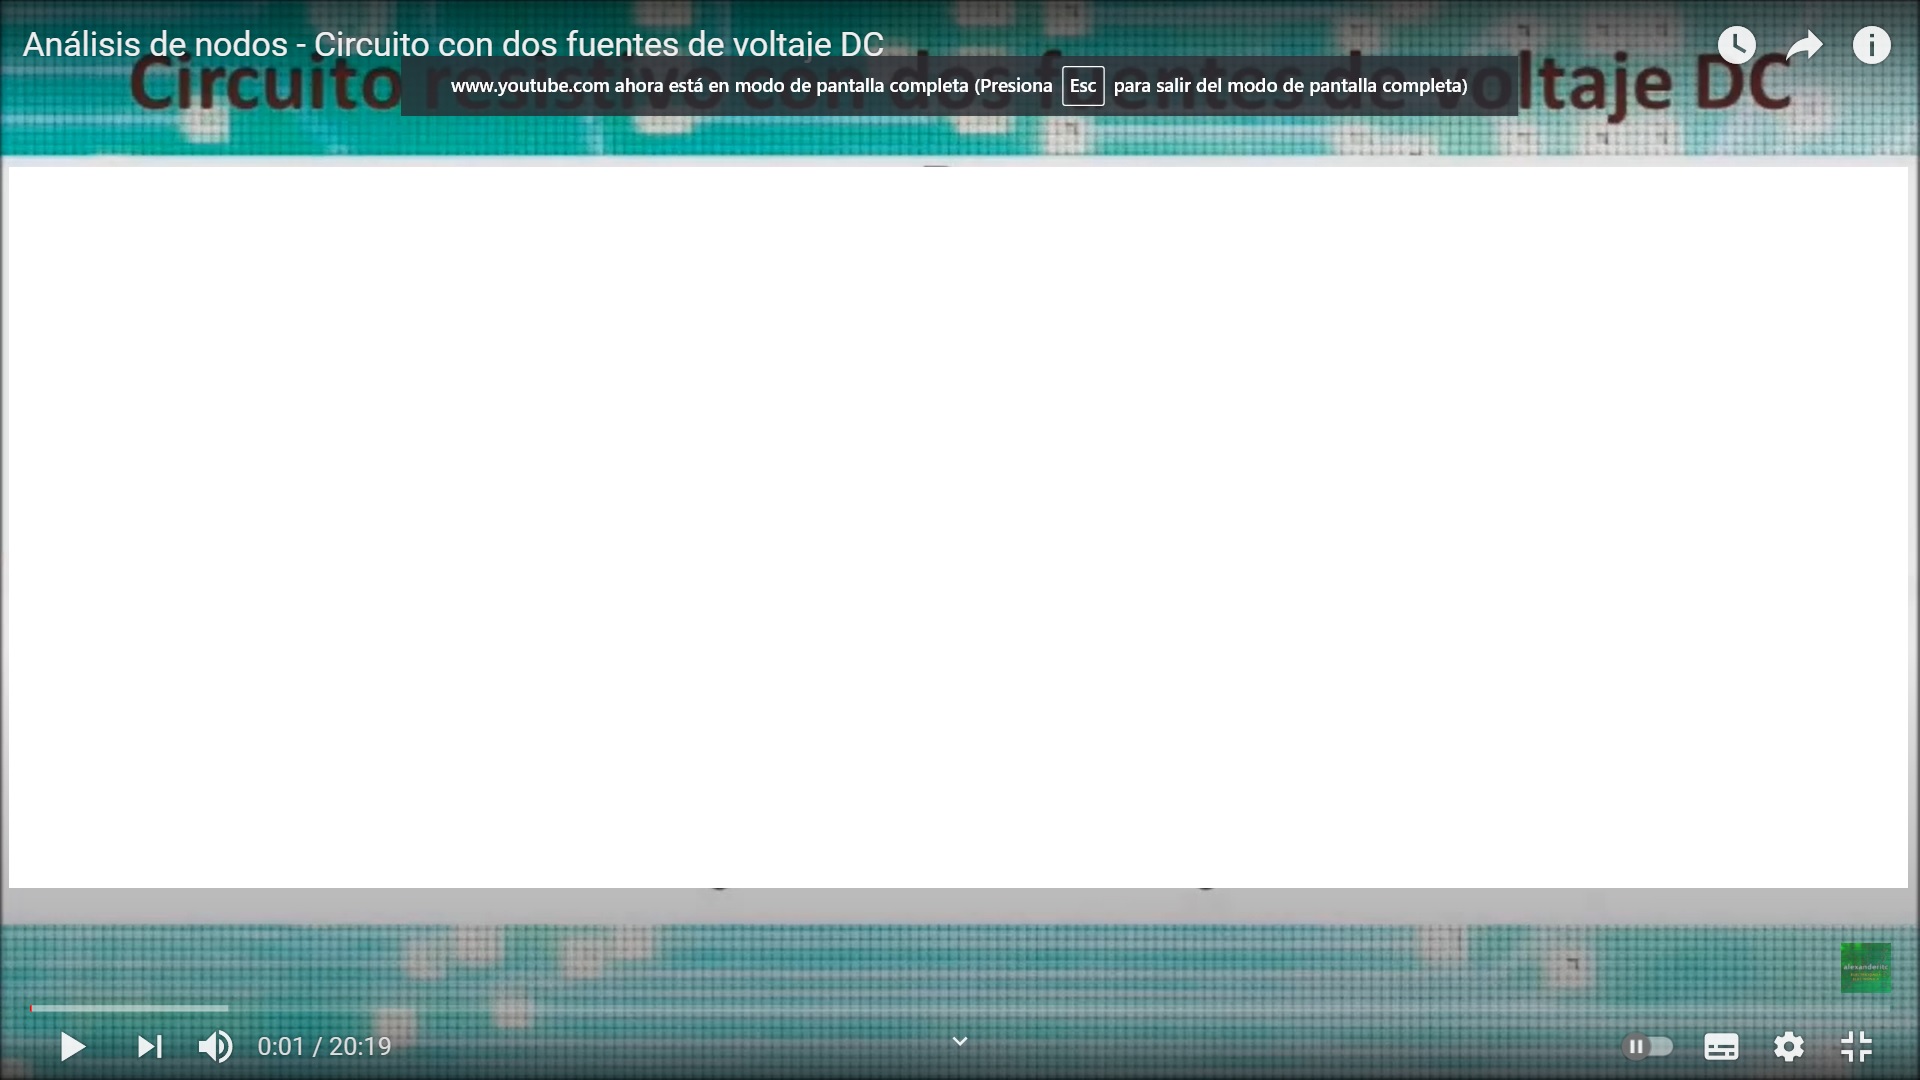 Análisis de nodos - Circuito con dos fuentes de voltaje DC
www.youtube.com ahora está en modo de pantalla completa (Presiona Esc para salir del modo de pantalla completa)
Circuito resistivo con dos fuentes de voltaje DC
alexanderitc
0:01 / 20:19